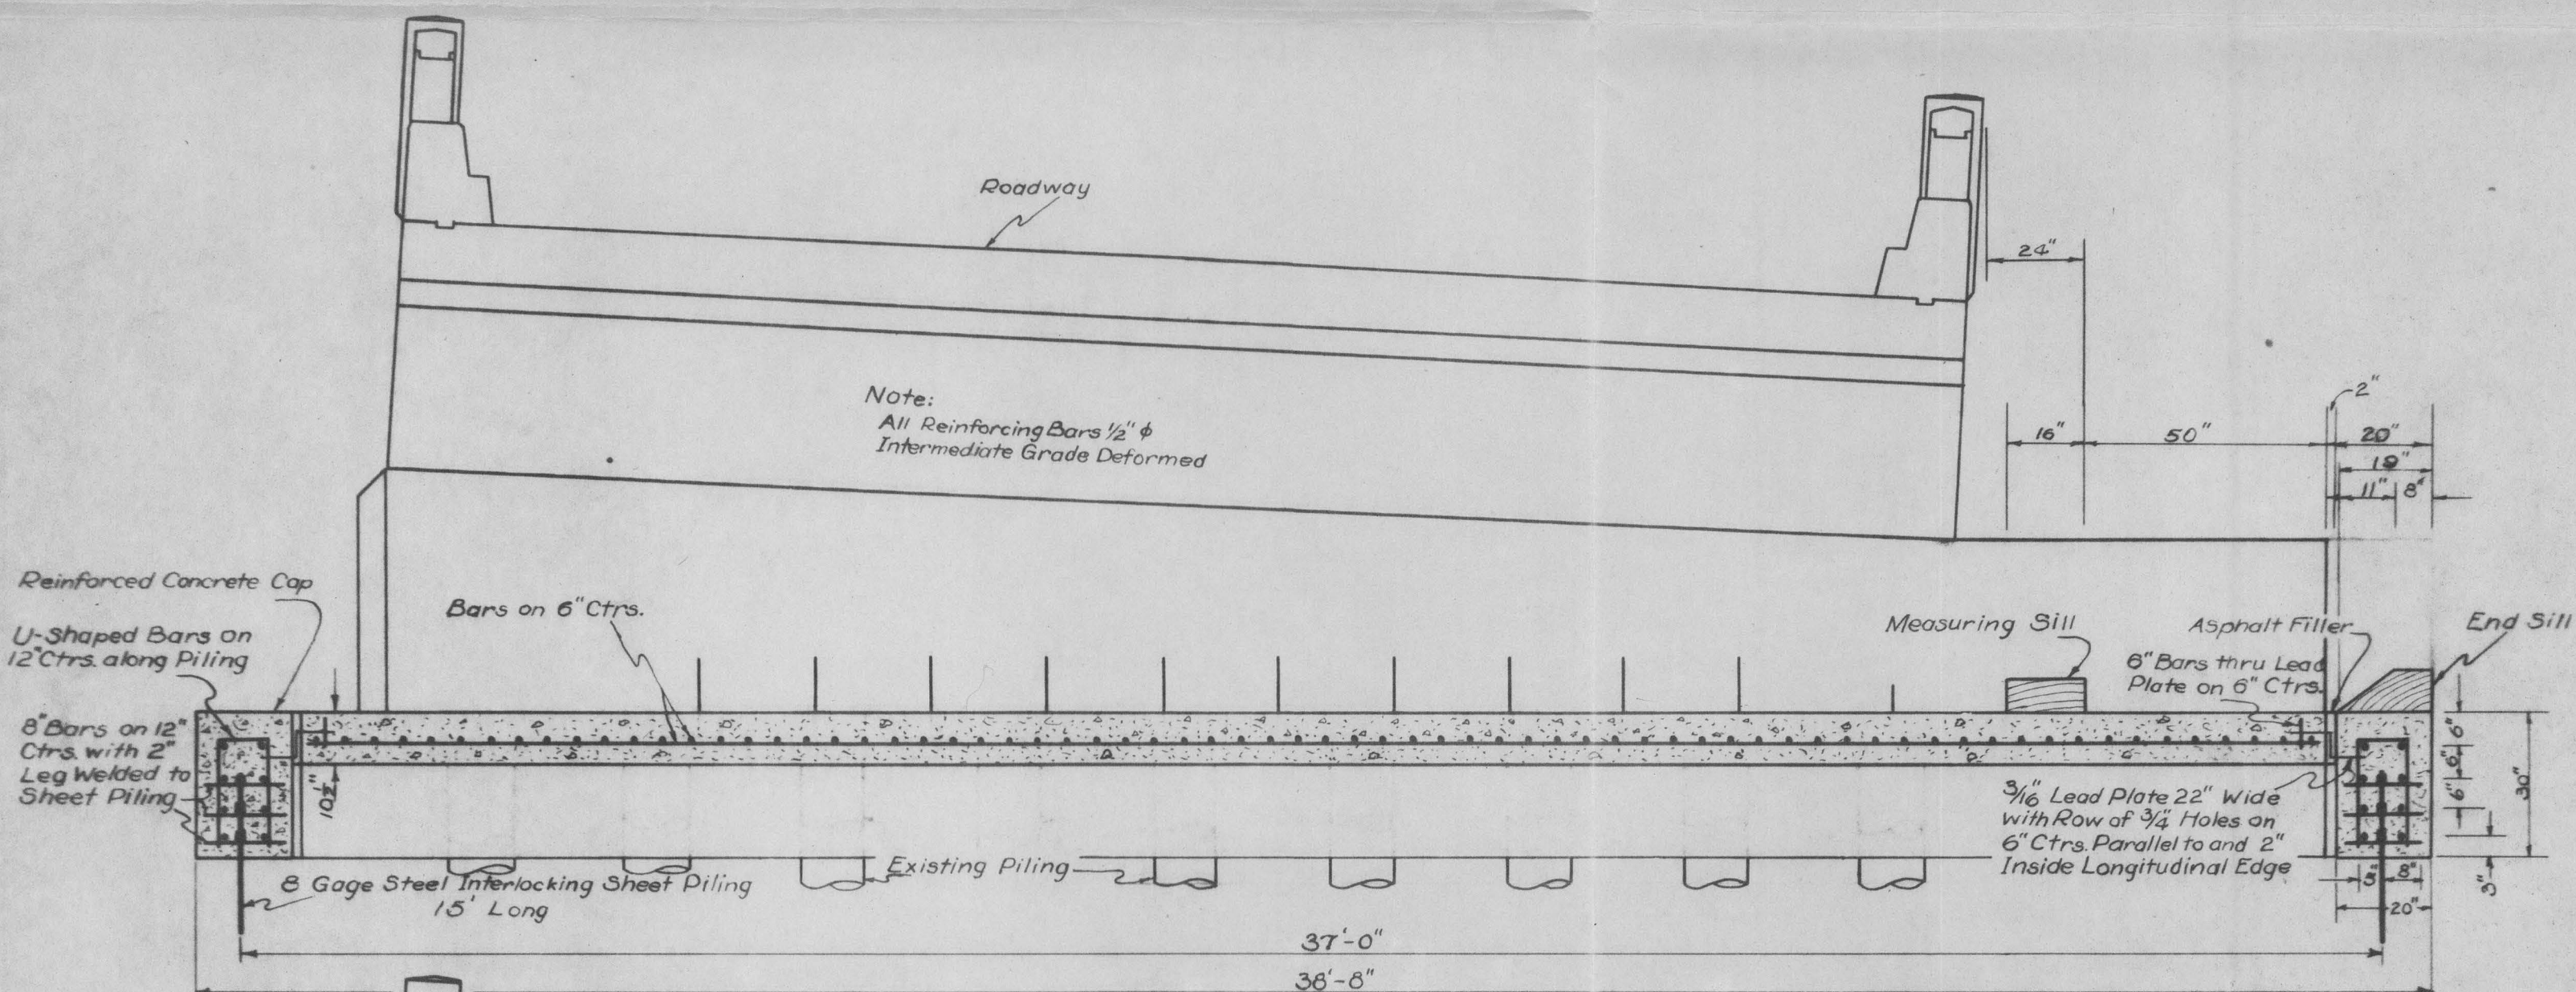 Roadway
24"
Note:
All Reinforcing Bars ½" ϕ
Intermediate Grade Deformed
2"
16"
50"
20"
11"
8"
Reinforced Concrete Cap
U-Shaped Bars on
12" Ctrs. along Piling
8" Bars on 12"
Ctrs. with 2"
Leg Welded to
Sheet Piling
Bars on 6" Ctrs.
Measuring Sill
Asphalt Filler
End Sill
6" Bars thru Lead
Plate on 6" Ctrs.
10½"
3/16" Lead Plate 22" Wide
with Row of ¾" Holes on
6" Ctrs. Parallel to and 2"
Inside Longitudinal Edge
6"
6"
6"
30"
3"
8"
20"
Existing Piling
8 Gage Steel Interlocking Sheet Piling
15' Long
37'-0"
38'-8"